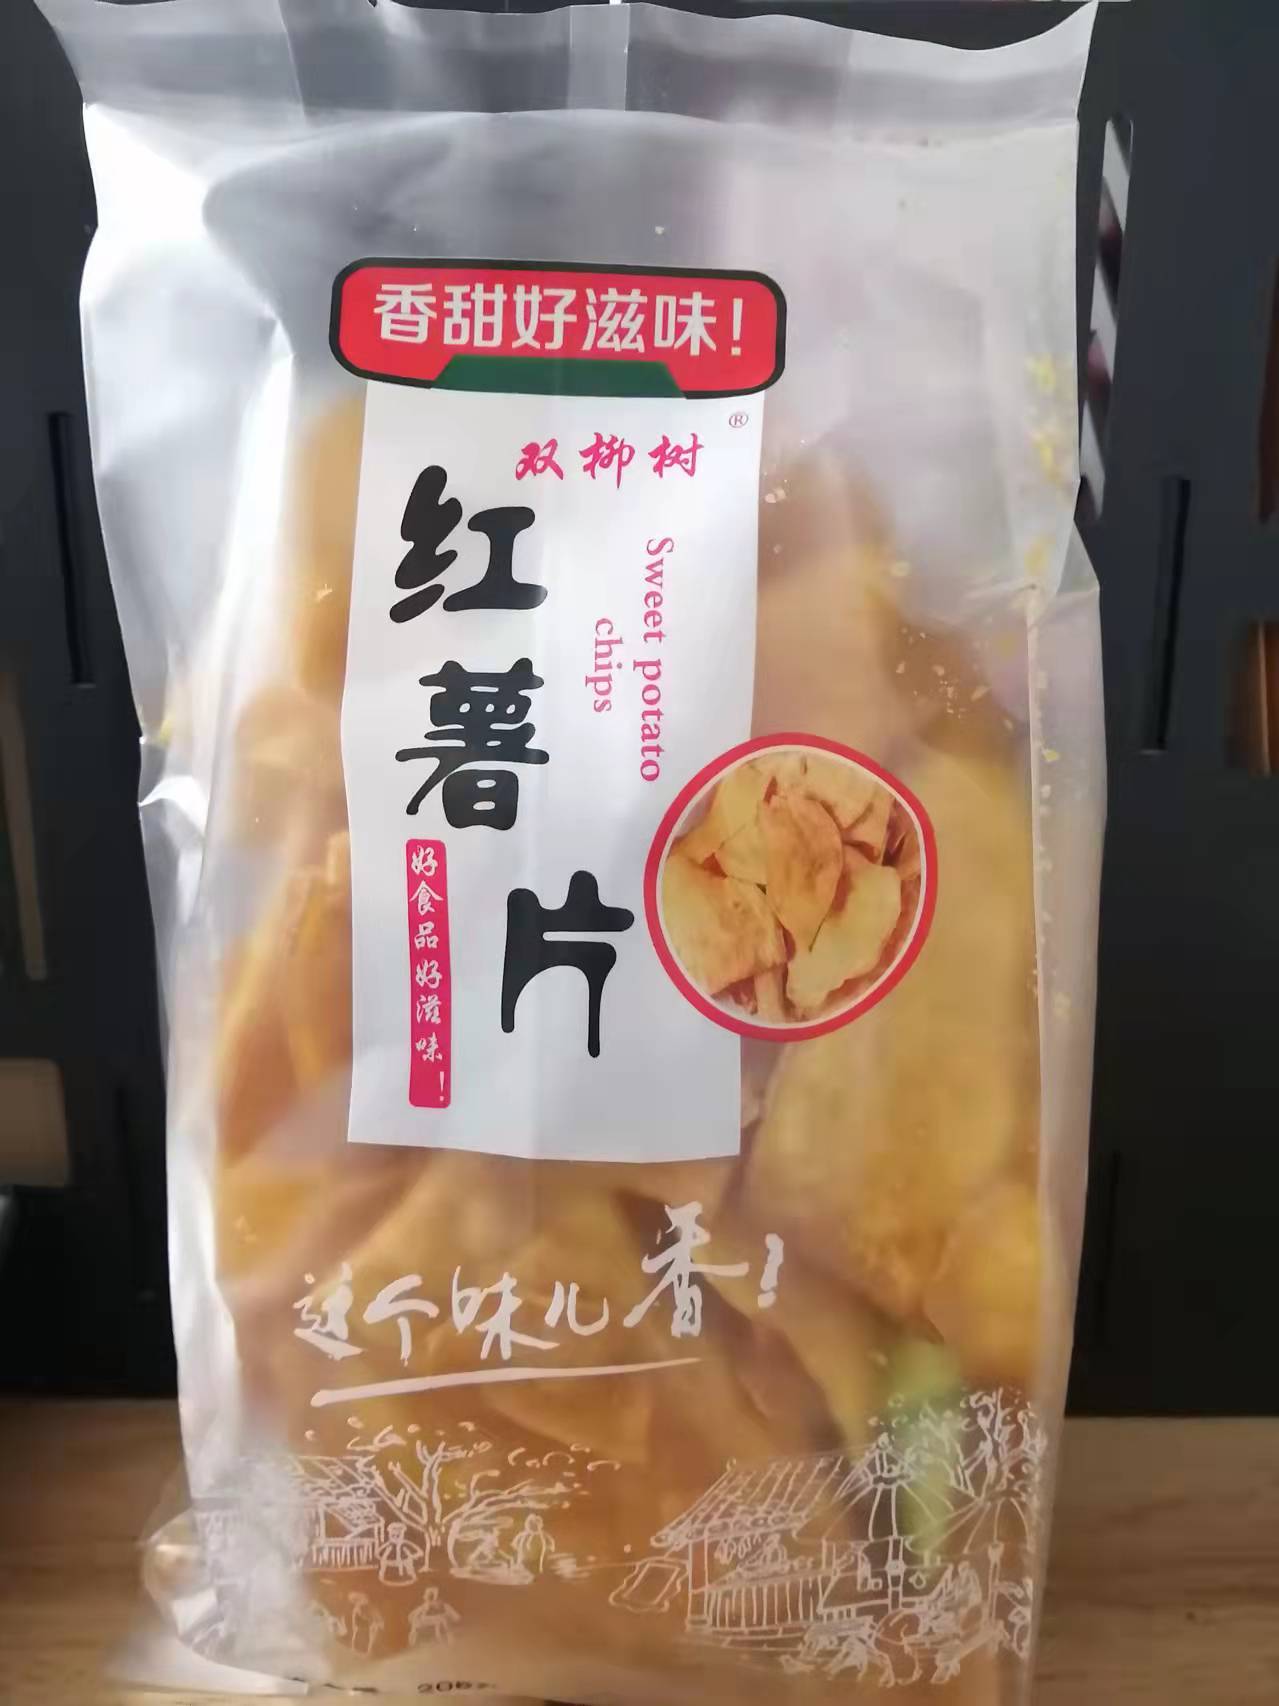 香甜好滋味!
双柳树®
红薯片
Sweet potato
chips
好食品好滋味!
这个味儿香!